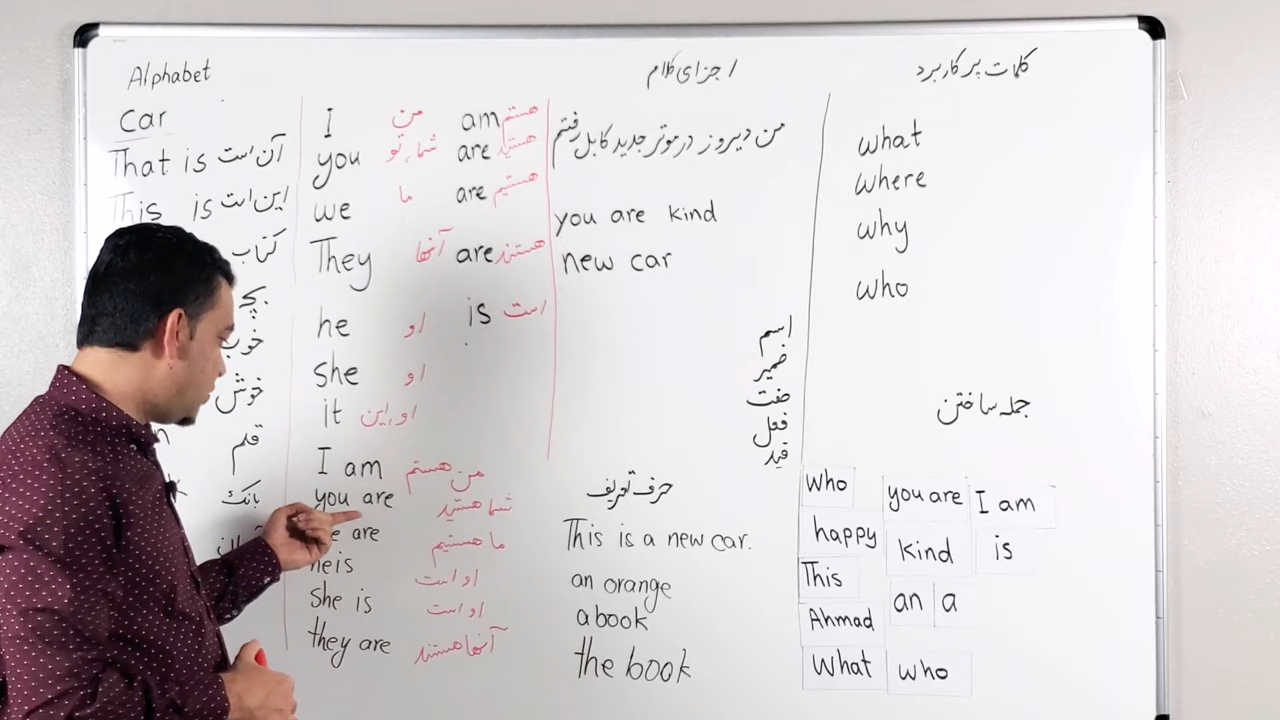 Alphabet
car
That is آن است
This is این است
کتاب
بچه
خوب
خوش
قلم
بانک
I من am هستم
you شما، تو are هستید
we ما are هستیم
They آنها are هستند
he او is است
she او
it او، این
I am من هستم
you are شما هستید
are ما هستیم
he is او است
She is او است
they are آنها هستند
اجزای کلام
من دیروز در موتر جدید کابل رفتم
you are kind
new car
اسم
ضمیر
صفت
فعل
قید
حرف تعریف
This is a new car.
an orange
a book
the book
کلمات پر کاربرد
what
where
why
who
جمله ساختن
Who you are I am
happy kind is
This an a
Ahmad
What who